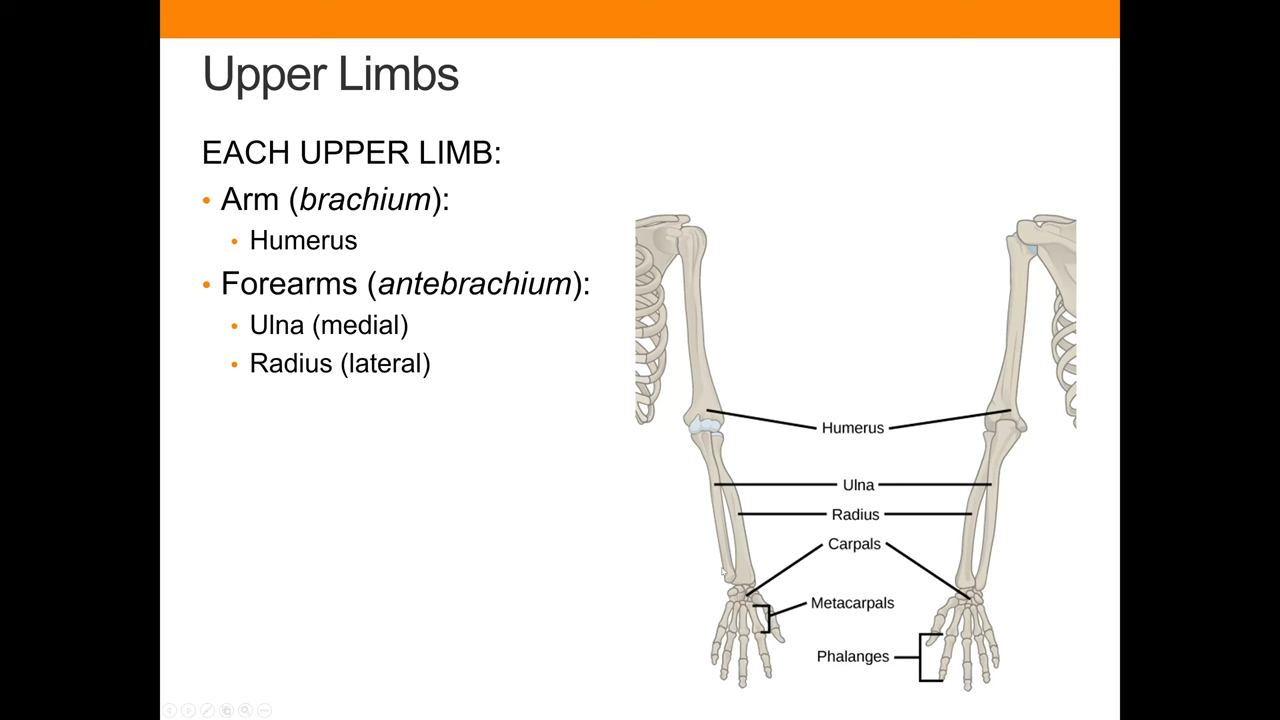 Upper Limbs
EACH UPPER LIMB:
• Arm (brachium):
• Humerus
• Forearms (antebrachium):
• Ulna (medial)
• Radius (lateral)
Humerus
Ulna
Radius
Carpals
Metacarpals
Phalanges